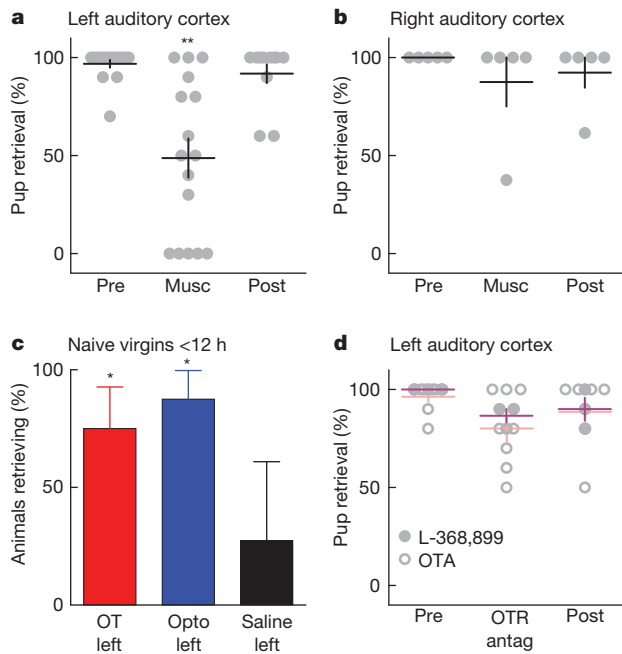 a Left auditory cortex
**
Pup retrieval (%)
100
50
0
Pre Musc Post
b Right auditory cortex
Pup retrieval (%)
100
50
0
Pre Musc Post
c Naive virgins <12 h
* *
Animals retrieving (%)
100
50
0
OT Opto Saline
left left left
d Left auditory cortex
Pup retrieval (%)
100
50
0
L-368,899
OTA
Pre OTR Post
antag